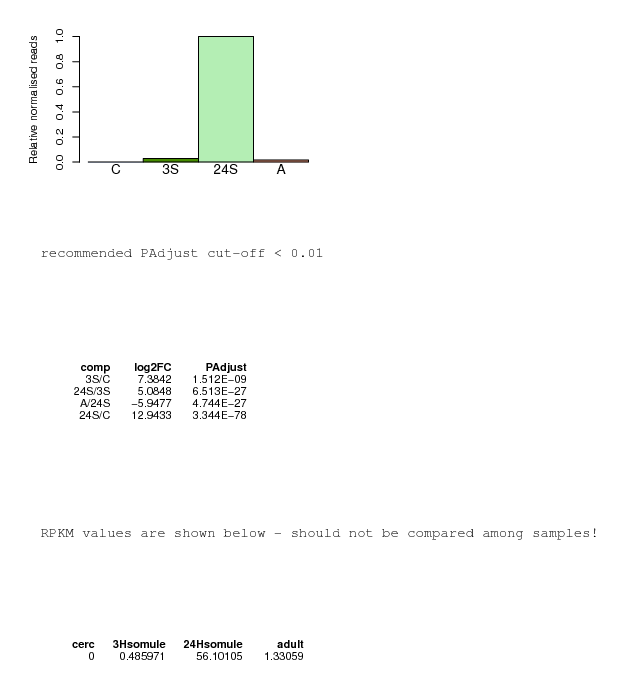 Relative normalised reads
1.0
0.8
0.6
0.4
0.2
0.0
C 3S 24S A
recommended PAdjust cut-off < 0.01
comp log2FC PAdjust
3S/C 7.3842 1.512E-09
24S/3S 5.0848 6.513E-27
A/24S -5.9477 4.744E-27
24S/C 12.9433 3.344E-78
RPKM values are shown below - should not be compared among samples!
cerc 3Hsomule 24Hsomule adult
0 0.485971 56.10105 1.33059